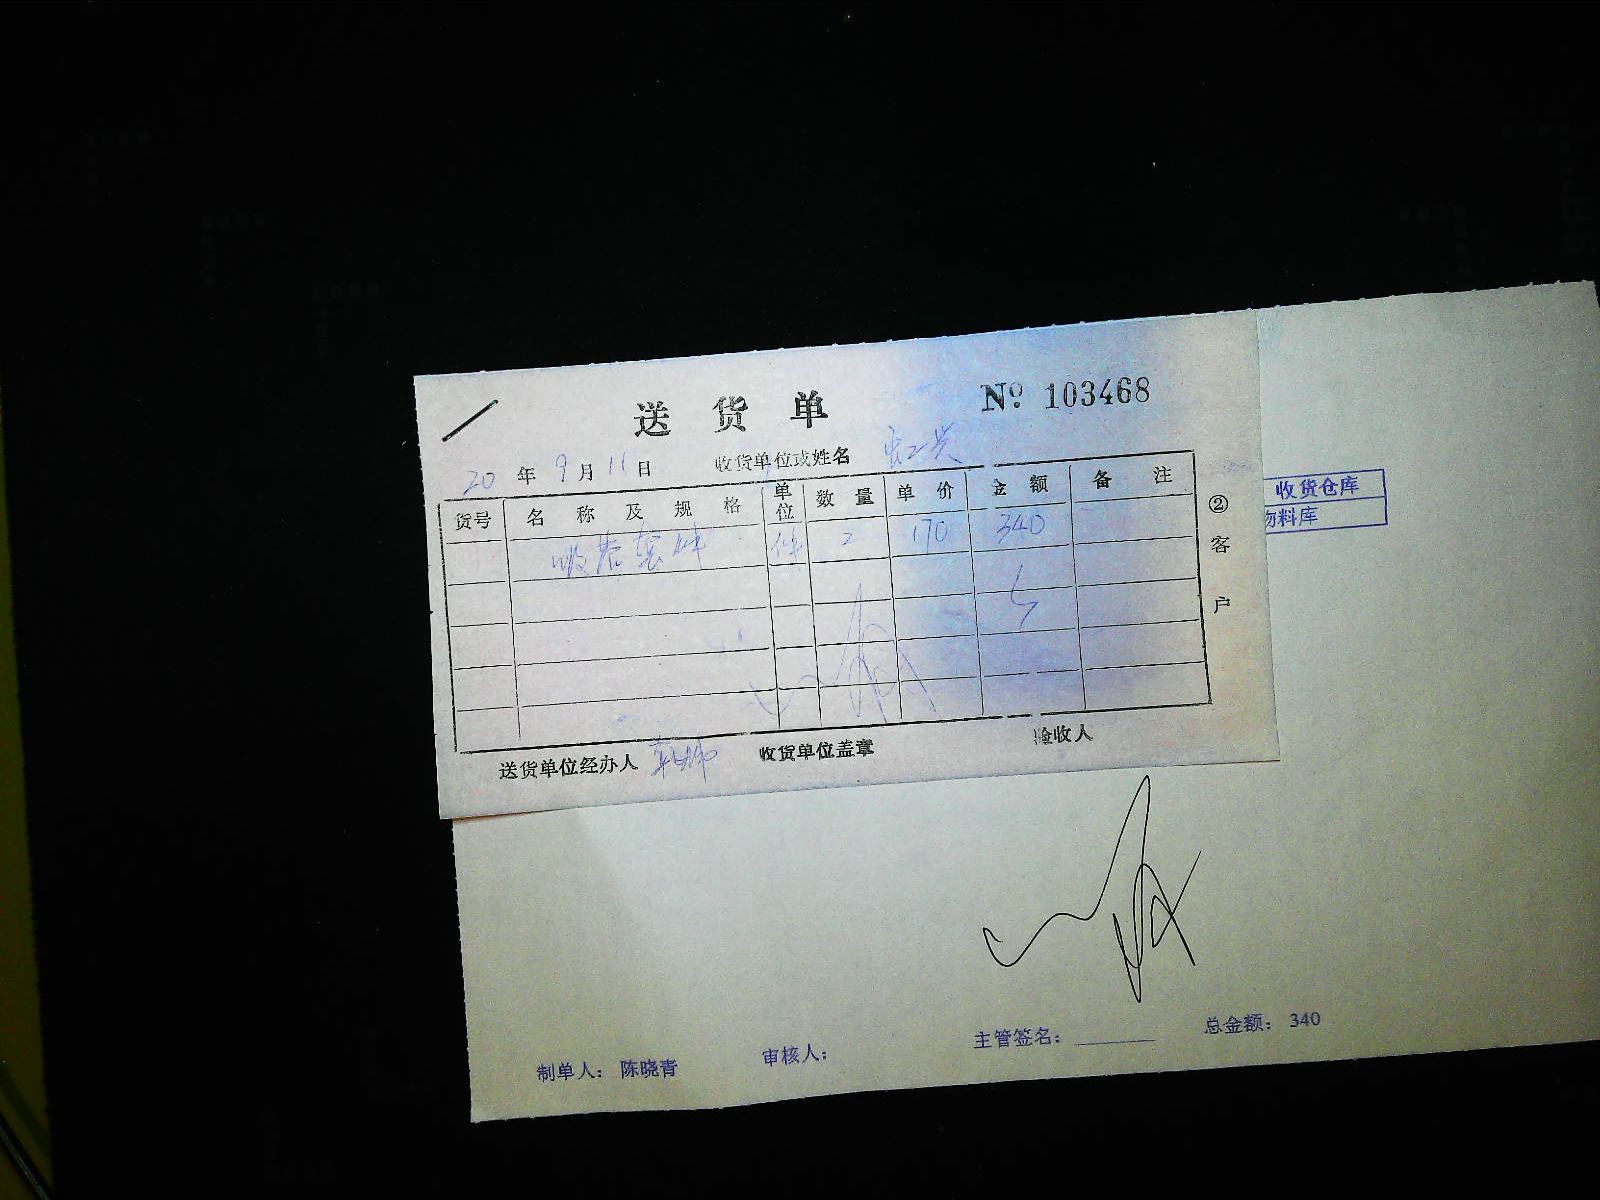 送货单 Nº 103468
20年9月11日 收货单位或姓名
货号 名称及规格 单位 数量 单价 金额 备注
件 2 170 340
②客户
送货单位经办人 收货单位盖章 验收人
收货仓库
物料库
制单人: 陈晓青 审核人: 主管签名: 总金额: 340